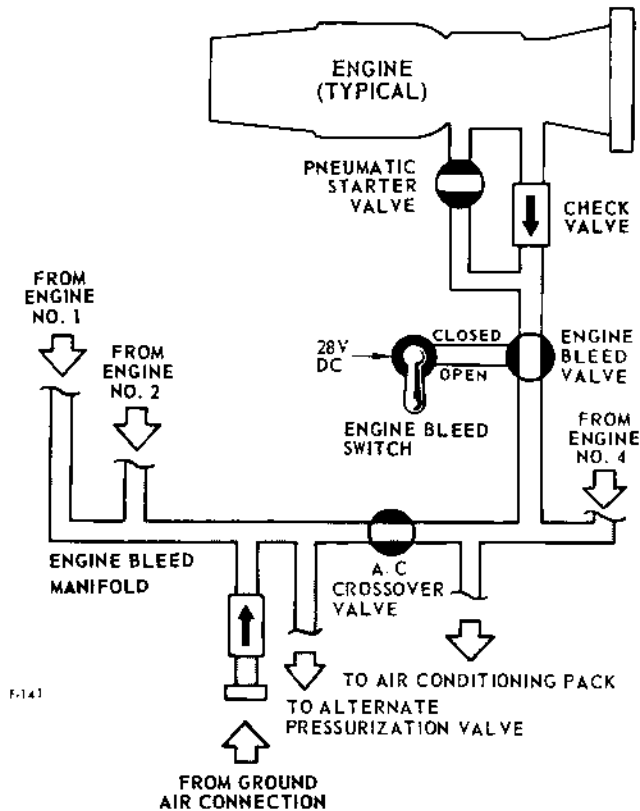 ENGINE
(TYPICAL)
PNEUMATIC
STARTER
VALVE
CHECK
VALVE
FROM
ENGINE
NO. 1
FROM
ENGINE
NO. 2
28V
DC
CLOSED
OPEN
ENGINE
BLEED
VALVE
ENGINE BLEED
SWITCH
FROM
ENGINE
NO. 4
ENGINE BLEED
MANIFOLD
A.C
CROSSOVER
VALVE
TO AIR CONDITIONING PACK
TO ALTERNATE
PRESSURIZATION VALVE
F-141
FROM GROUND
AIR CONNECTION